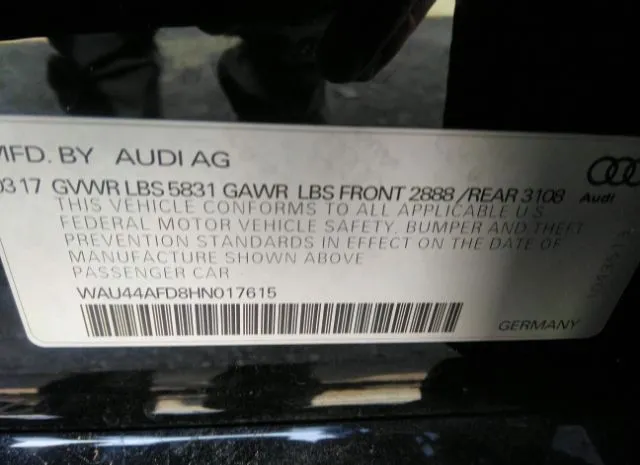 MFD. BY AUDI AG
0317 GVWR LBS 5831 GAWR LBS FRONT 2888 / REAR 3108
Audi
THIS VEHICLE CONFORMS TO ALL APPLICABLE U.S.
FEDERAL MOTOR VEHICLE SAFETY, BUMPER AND THEFT
PREVENTION STANDARDS IN EFFECT ON THE DATE OF
MANUFACTURE SHOWN ABOVE
PASSENGER CAR
WAU44AFD8HN017615
GERMANY